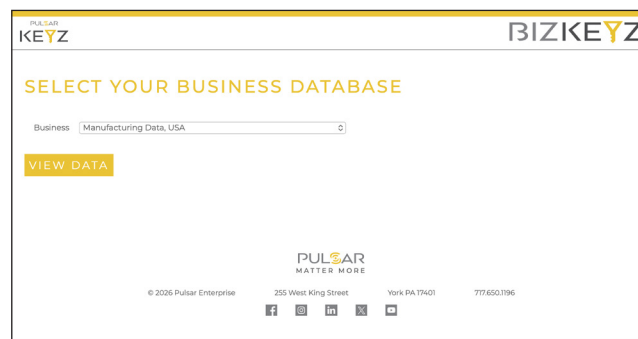 PULSAR
KEYZ
BIZKEYZ
SELECT YOUR BUSINESS DATABASE
Business Manufacturing Data, USA
VIEW DATA
PULSAR
MATTER MORE
© 2026 Pulsar Enterprise 255 West King Street York PA 17401 717.650.1196